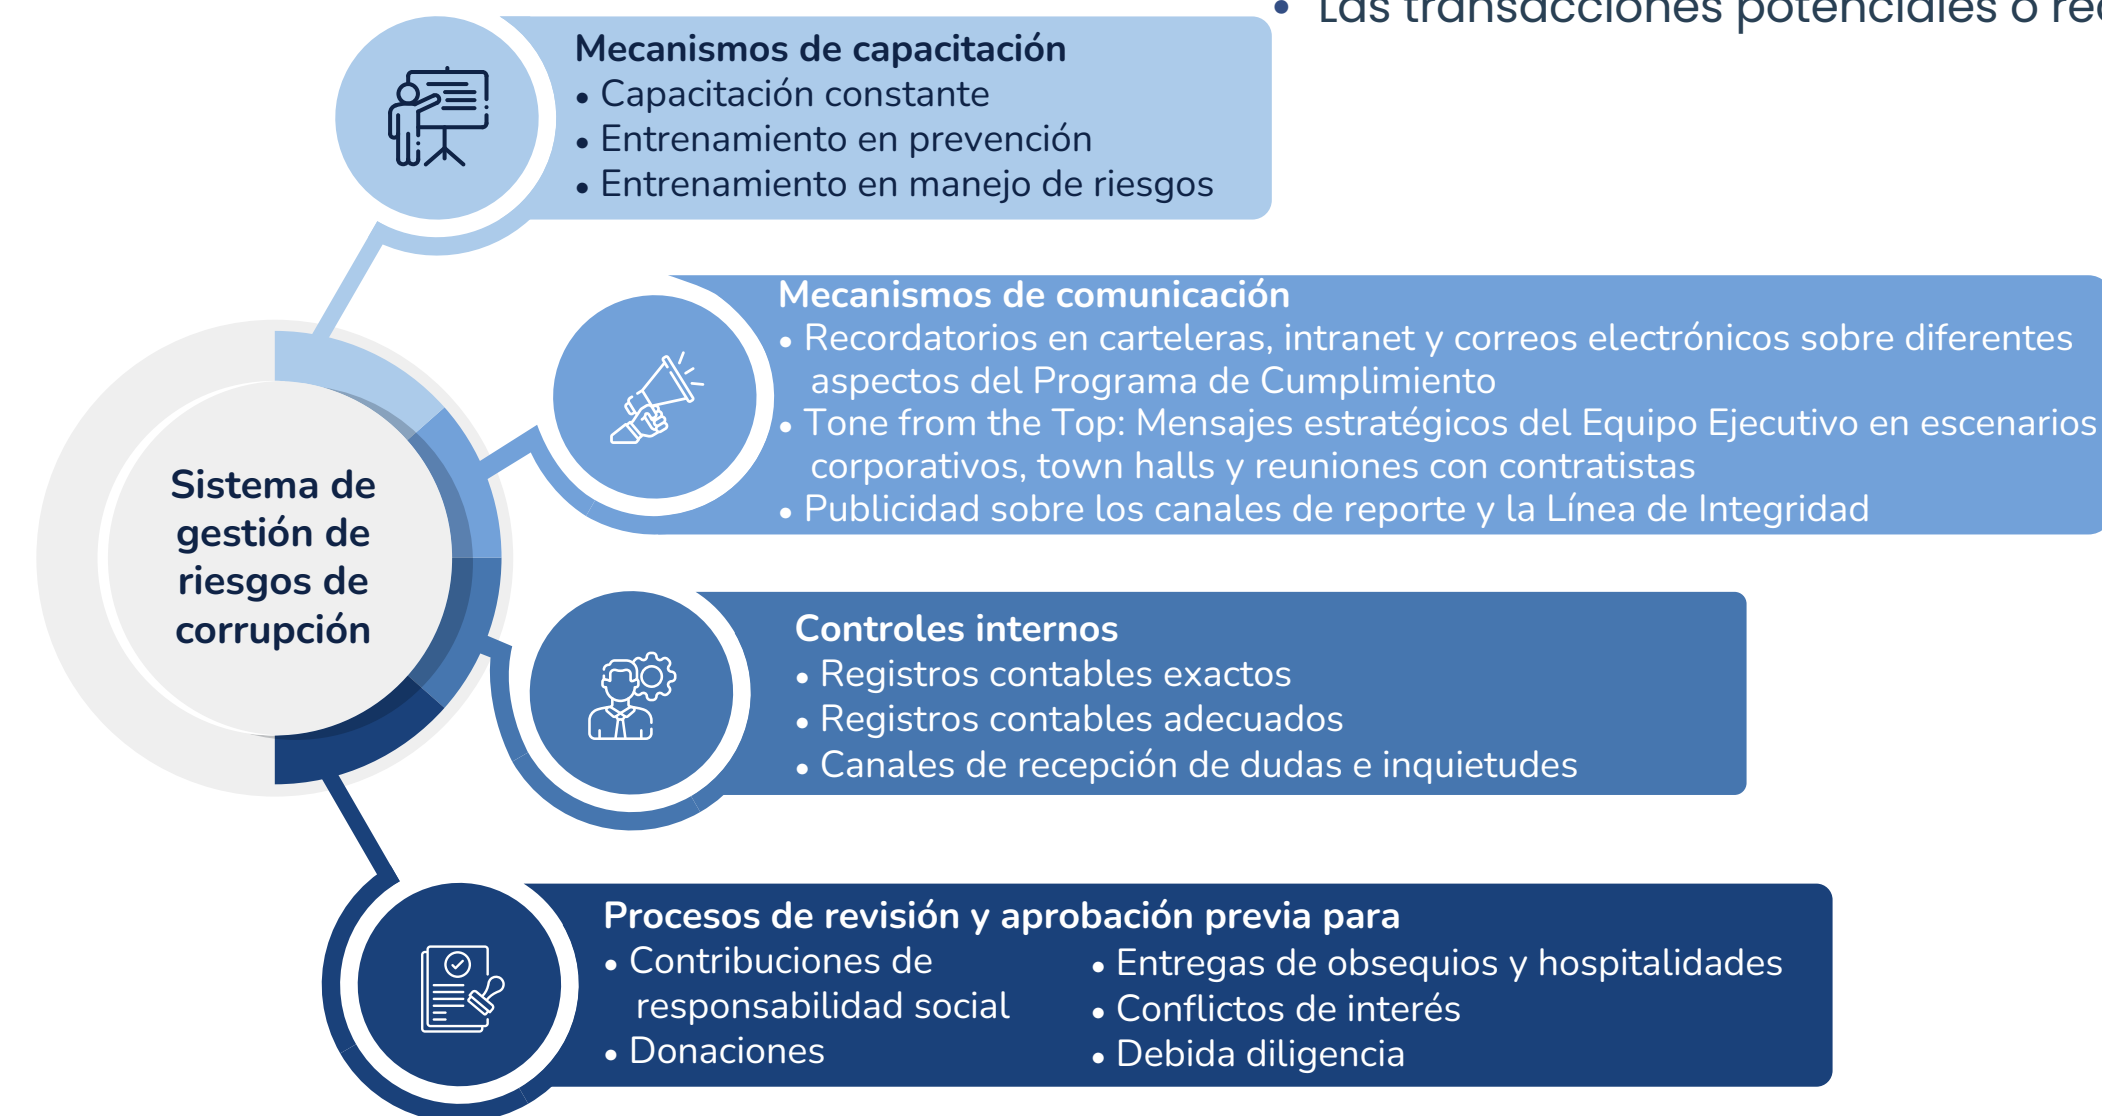 • Las transacciones potenciales o
Mecanismos de capacitación
• Capacitación constante
• Entrenamiento en prevención
• Entrenamiento en manejo de riesgos
Mecanismos de comunicación
• Recordatorios en carteleras, intranet y correos electrónicos sobre diferentes
aspectos del Programa de Cumplimiento
• Tone from the Top: Mensajes estratégicos del Equipo Ejecutivo en escenarios
corporativos, town halls y reuniones con contratistas
• Publicidad sobre los canales de reporte y la Línea de Integridad
Sistema de
gestión de
riesgos de
corrupción
Controles internos
• Registros contables exactos
• Registros contables adecuados
• Canales de recepción de dudas e inquietudes
Procesos de revisión y aprobación previa para
• Contribuciones de
responsabilidad social
• Donaciones
• Entregas de obsequios y hospitalidades
• Conflictos de interés
• Debida diligencia